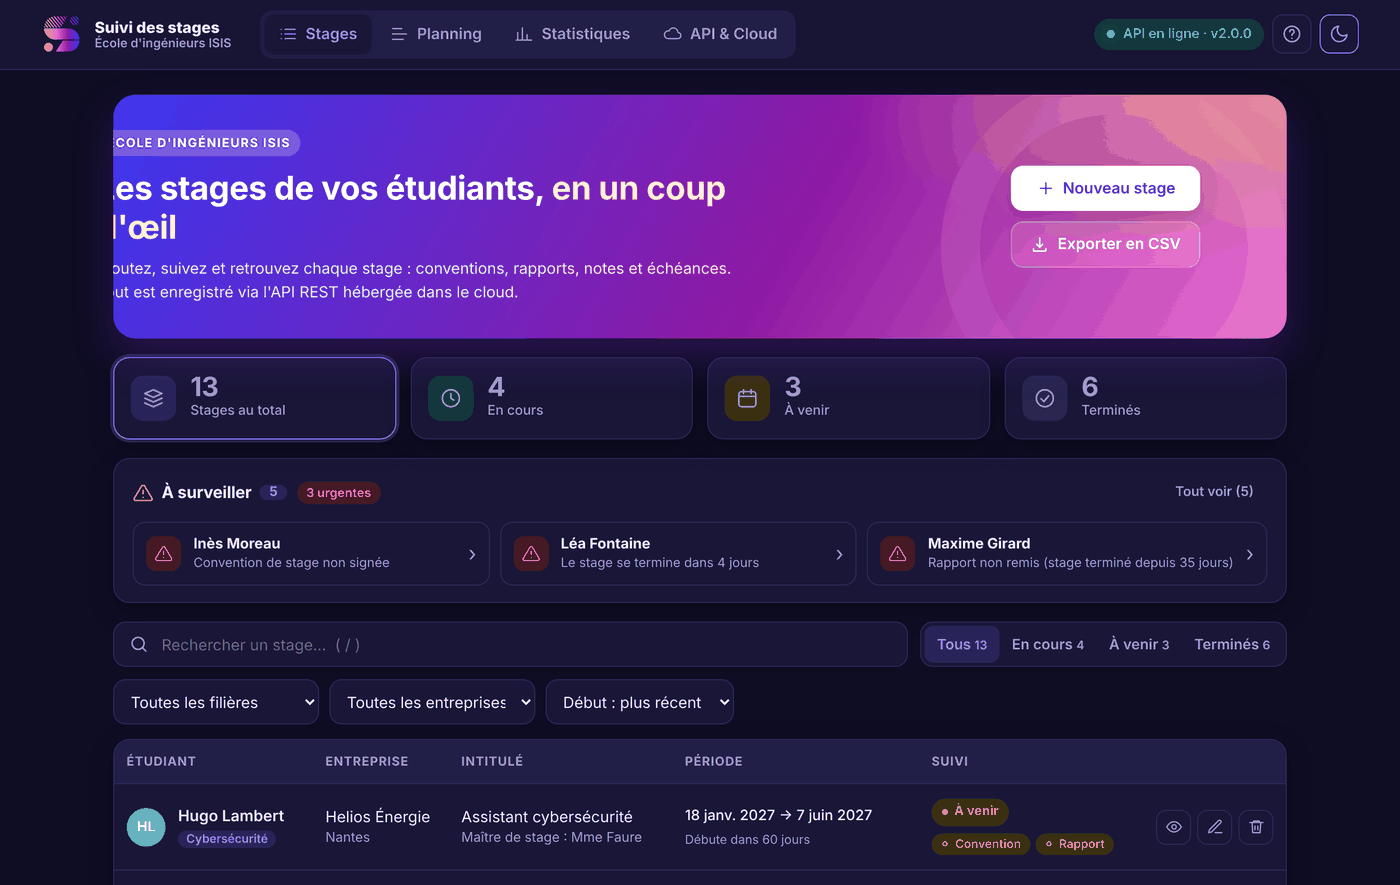 Suivi des stages
École d'ingénieurs ISIS
Stages
Planning
Statistiques
API & Cloud
API en ligne · v2.0.0
COLE D'INGÉNIEURS ISIS
es stages de vos étudiants, en un coup
'œil
outez, suivez et retrouvez chaque stage : conventions, rapports, notes et échéances.
ut est enregistré via l'API REST hébergée dans le cloud.
Nouveau stage
Exporter en CSV
13
Stages au total
4
En cours
3
À venir
6
Terminés
À surveiller 5 3 urgentes
Tout voir (5)
Inès Moreau
Convention de stage non signée
Léa Fontaine
Le stage se termine dans 4 jours
Maxime Girard
Rapport non remis (stage terminé depuis 35 jours)
Rechercher un stage... ( / )
Tous 13
En cours 4
À venir 3
Terminés 6
Toutes les filières
Toutes les entreprises
Début : plus récent
ÉTUDIANT
ENTREPRISE
INTITULÉ
PÉRIODE
SUIVI
HL
Hugo Lambert
Cybersécurité
Helios Énergie
Nantes
Assistant cybersécurité
Maître de stage : Mme Faure
18 janv. 2027 → 7 juin 2027
Débute dans 60 jours
À venir
Convention
Rapport